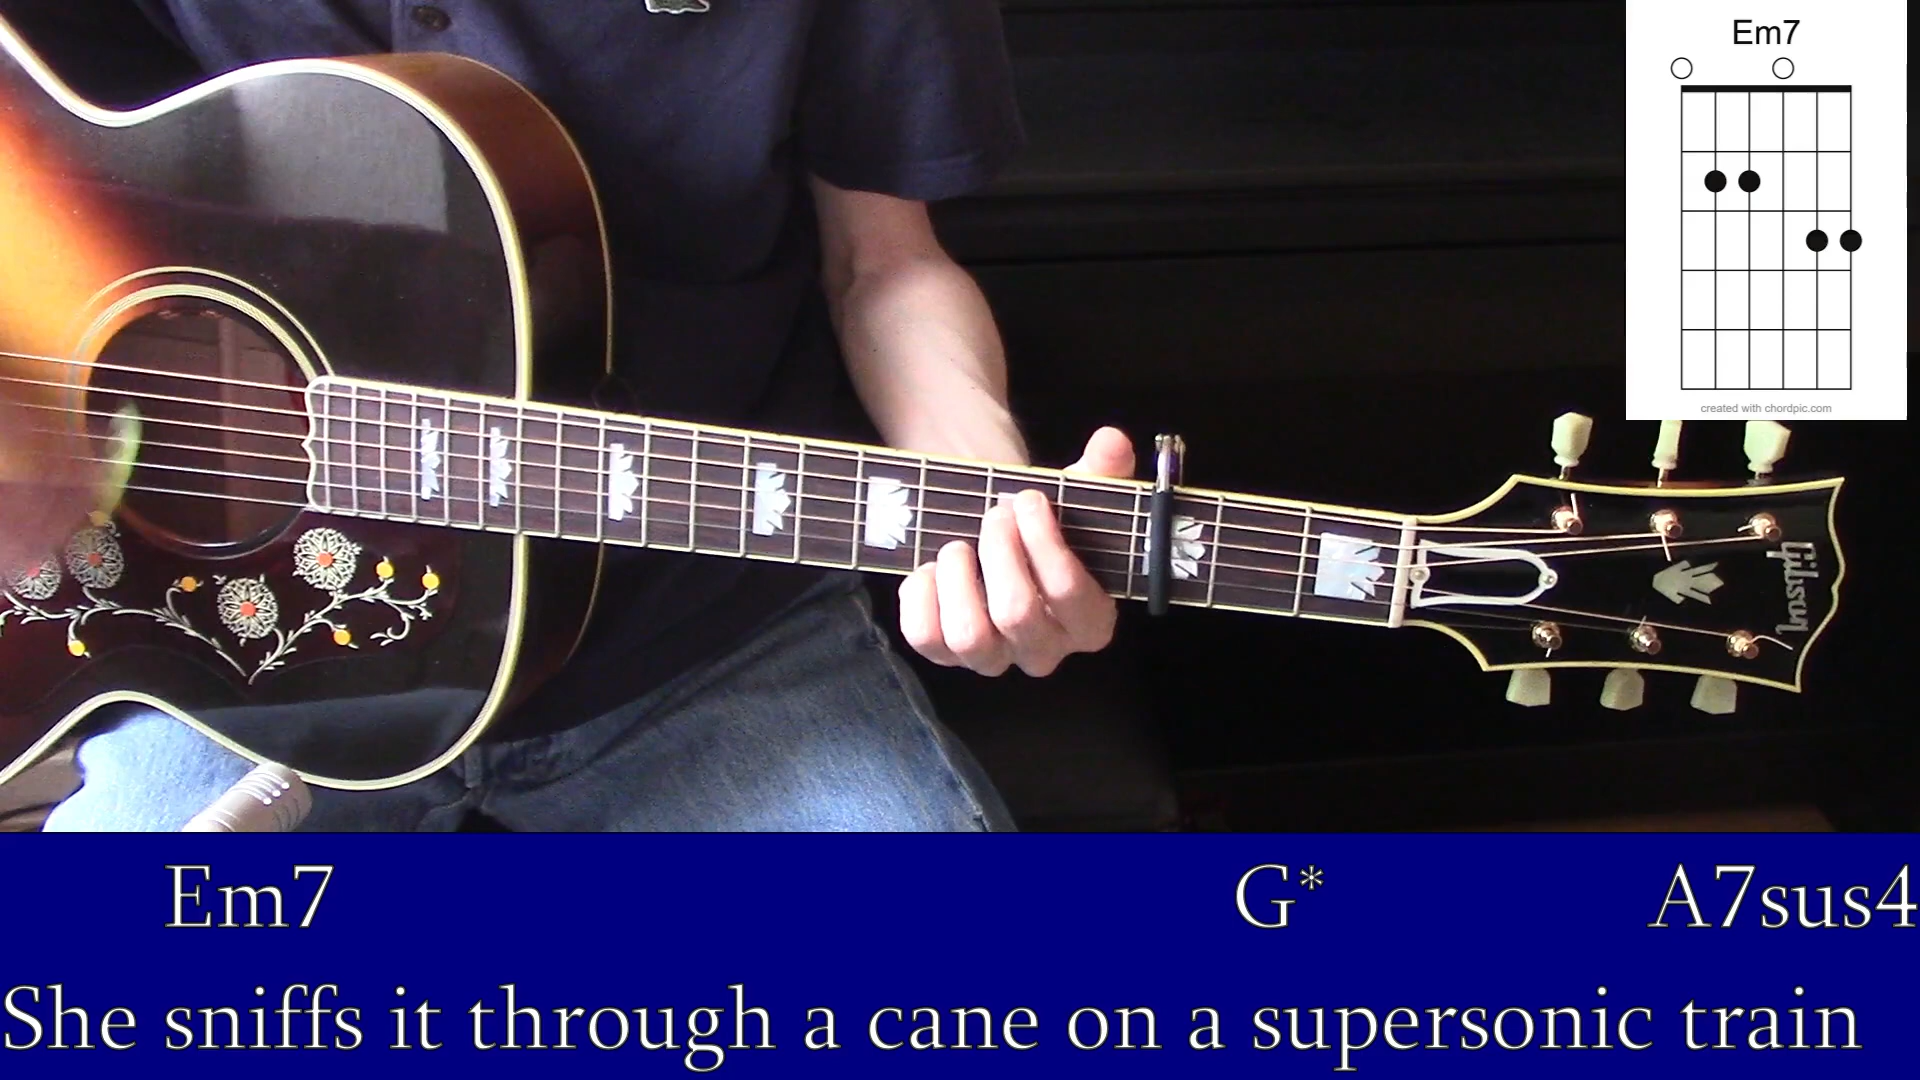 Em7
created with chordpic.com
Gibson
Em7 G* A7sus4
She sniffs it through a cane on a supersonic train